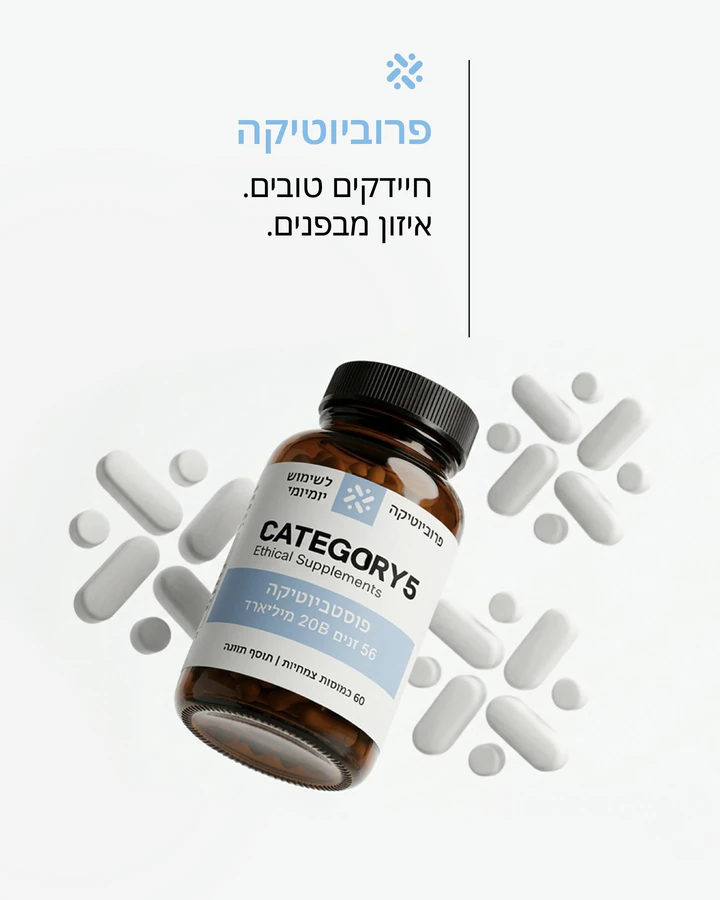 פרוביוטיקה
חיידקים טובים.
איזון מבפנים.
פרוביוטיקה
לשימוש
יומיומי
CATEGORY5
Ethical Supplements
פוסטביוטיקה
56 זנים 20B מיליארד
60 כמוסות צמחיות | תוסף תזונה